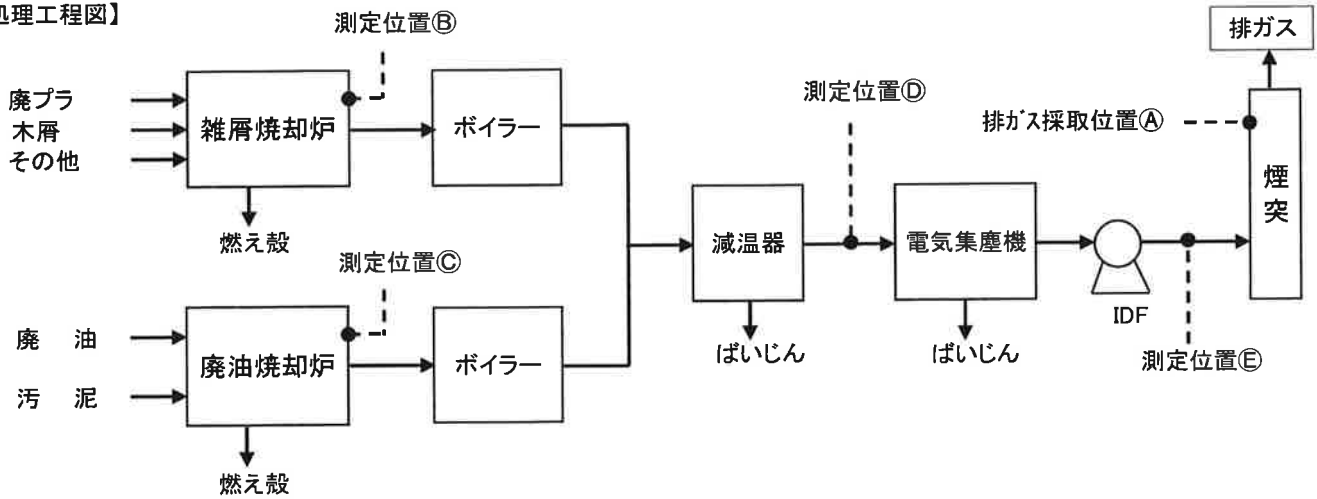 処理工程図】
測定位置Ⓑ
排ガス
廃プラ
木屑
その他
雑屑焼却炉
ボイラー
測定位置Ⓓ
排ガス採取位置Ⓐ
燃え殻
減温器
電気集塵機
煙突
測定位置Ⓒ
IDF
廃 油
汚 泥
廃油焼却炉
ボイラー
ばいじん
ばいじん
測定位置Ⓔ
燃え殻